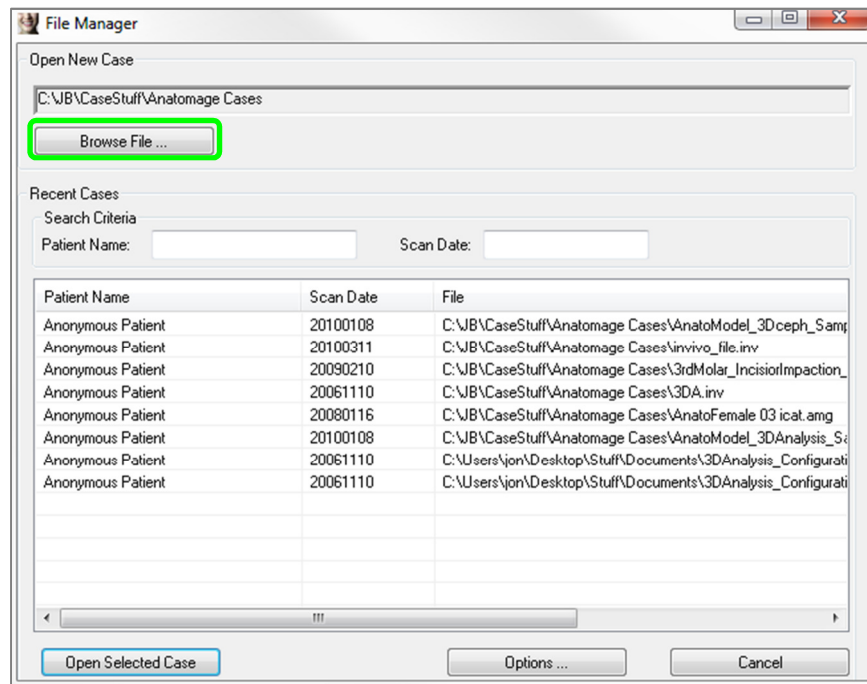 File Manager
Open New Case
C:\JB\CaseStuff\Anatomage Cases
Browse File ...
Recent Cases
Search Criteria
Patient Name: Scan Date:
Patient Name Scan Date File
Anonymous Patient 20100108 C:\JB\CaseStuff\Anatomage Cases\AnatoModel_3Dceph_Samp
Anonymous Patient 20100311 C:\JB\CaseStuff\Anatomage Cases\invivo_file.inv
Anonymous Patient 20090210 C:\JB\CaseStuff\Anatomage Cases\3rdMolar_IncisiorImpaction_
Anonymous Patient 20061110 C:\JB\CaseStuff\Anatomage Cases\3DA.inv
Anonymous Patient 20080116 C:\JB\CaseStuff\Anatomage Cases\AnatoFemale 03 icat.amg
Anonymous Patient 20100108 C:\JB\CaseStuff\Anatomage Cases\AnatoModel_3DAnalysis_Sa
Anonymous Patient 20061110 C:\Users\jon\Desktop\Stuff\Documents\3DAnalysis_Configurati
Anonymous Patient 20061110 C:\Users\jon\Desktop\Stuff\Documents\3DAnalysis_Configurati
Open Selected Case Options ... Cancel